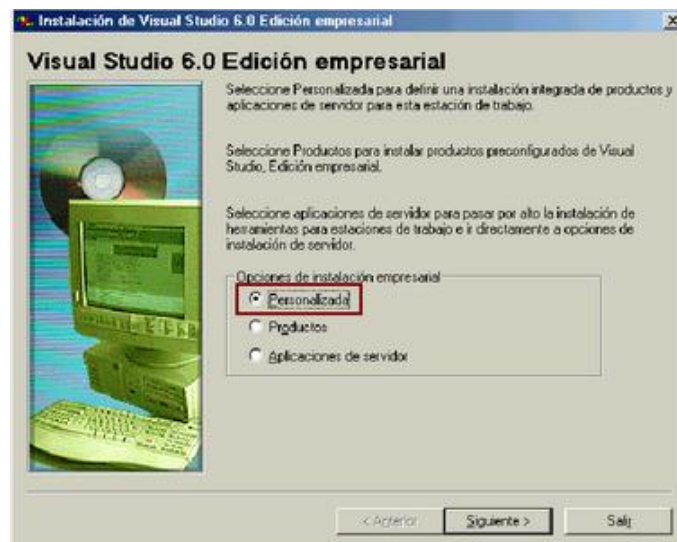 Instalación de Visual Studio 6.0 Edición empresarial
Visual Studio 6.0 Edición empresarial
Seleccione Personalizada para definir una instalación integrada de productos y
aplicaciones de servidor para esta estación de trabajo.
Seleccione Productos para instalar productos preconfigurados de Visual
Studio, Edición empresarial.
Seleccione aplicaciones de servidor para pasar por alto la instalación de
herramientas para estaciones de trabajo e ir directamente a opciones de
instalación de servidor.
Opciones de instalación empresarial
Personalizada
Productos
Aplicaciones de servidor
< Anterior
Siguiente >
Salir